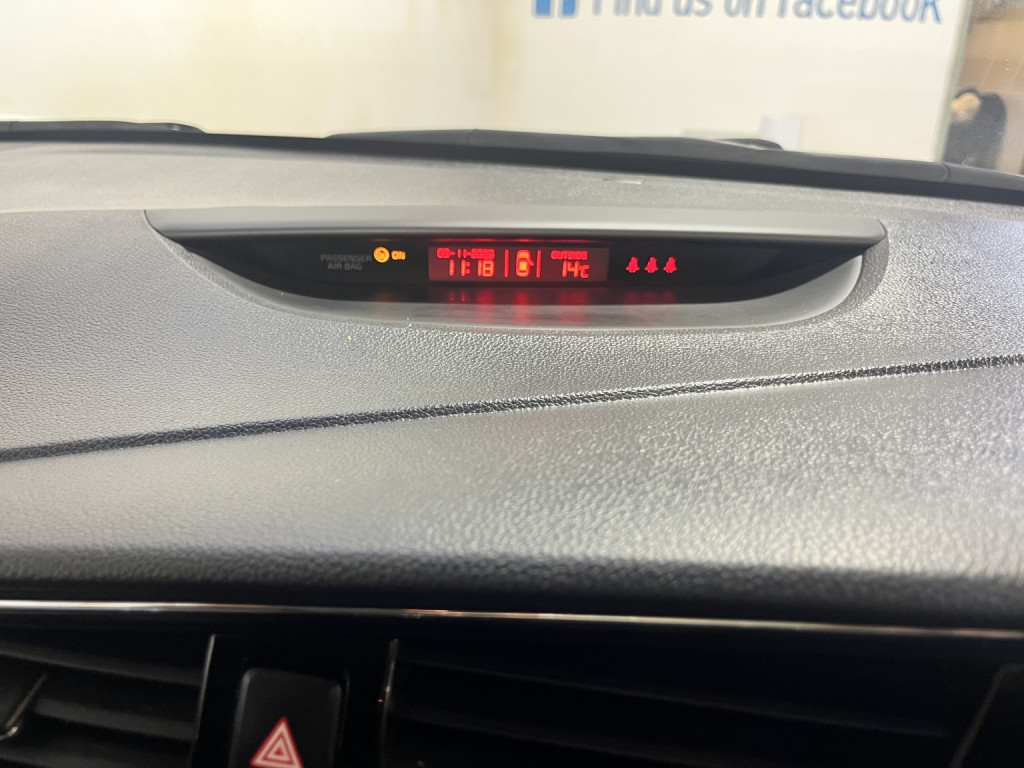 Find us on facebook
PASSENGER
AIR BAG
ON
11:18
OUTSIDE
14c